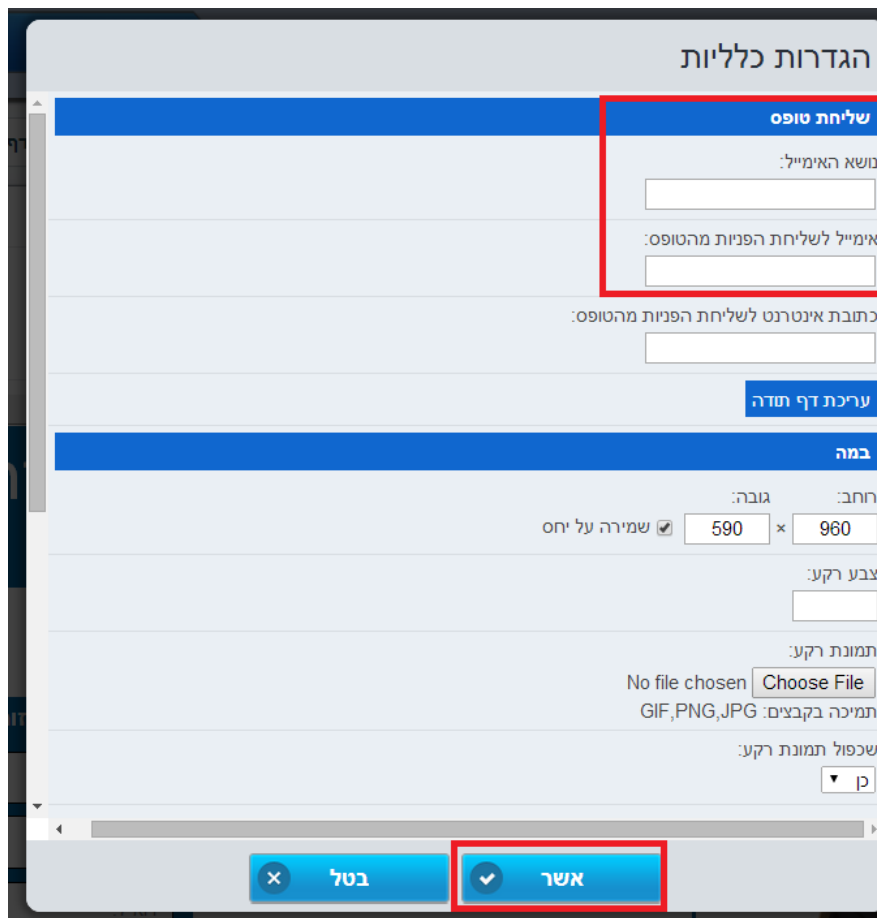 הגדרות כלליות
שליחת טופס
נושא האימייל:
אימייל לשליחת הפניות מהטופס:
כתובת אינטרנט לשליחת הפניות מהטופס:
עריכת דף תודה
במה
רוחב: גובה:
960 × 590 שמירה על יחס
צבע רקע:
תמונת רקע:
Choose File No file chosen
תמיכה בקבצים: GIF,PNG,JPG
שכפול תמונת רקע:
כן
אשר בטל